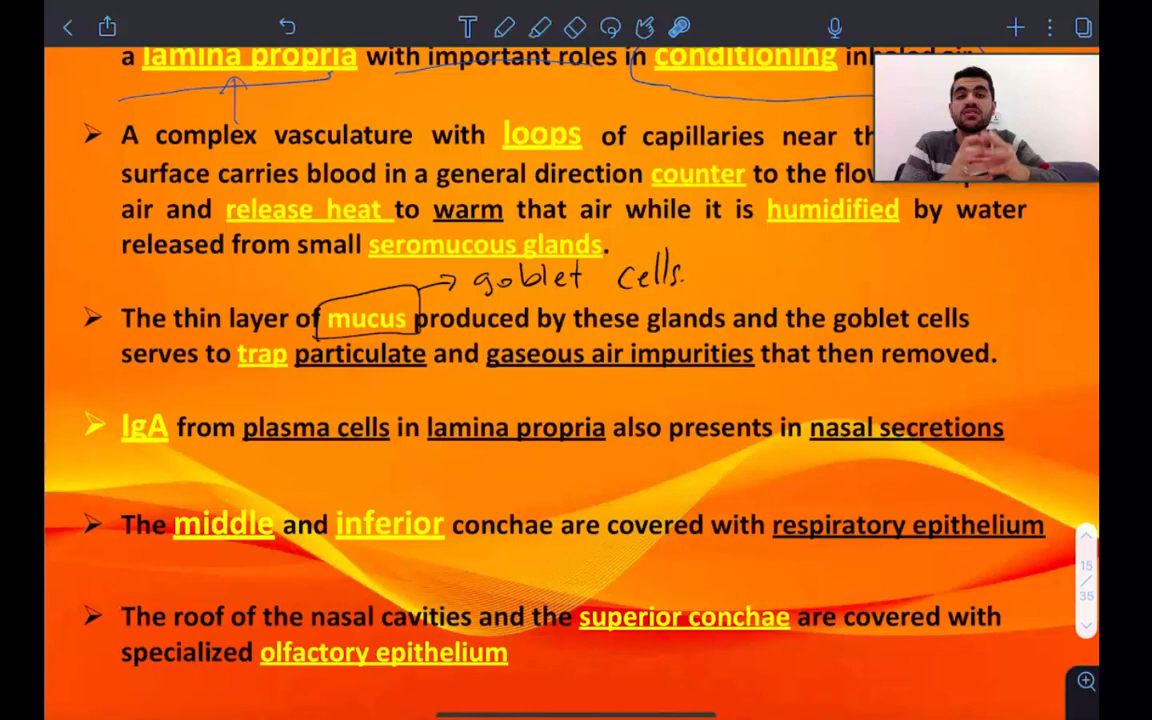 a lamina propria with important roles in conditioning inhaled air
➢ A complex vasculature with loops of capillaries near
surface carries blood in a general direction counter to the
air and release heat to warm that air while it is humidified by water
released from small seromucous glands.
goblet cells.
➢ The thin layer of mucus produced by these glands and the goblet cells
serves to trap particulate and gaseous air impurities that then removed.
➢ IgA from plasma cells in lamina propria also presents in nasal secretions
➢ The middle and inferior conchae are covered with respiratory epithelium
15
/
35
➢ The roof of the nasal cavities and the superior conchae are covered with
specialized olfactory epithelium